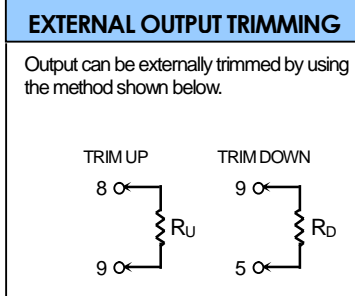 EXTERNAL OUTPUT TRIMMING
Output can be externally trimmed by using
the method shown below.
TRIM UP TRIM DOWN
8 9
RU RD
9 5